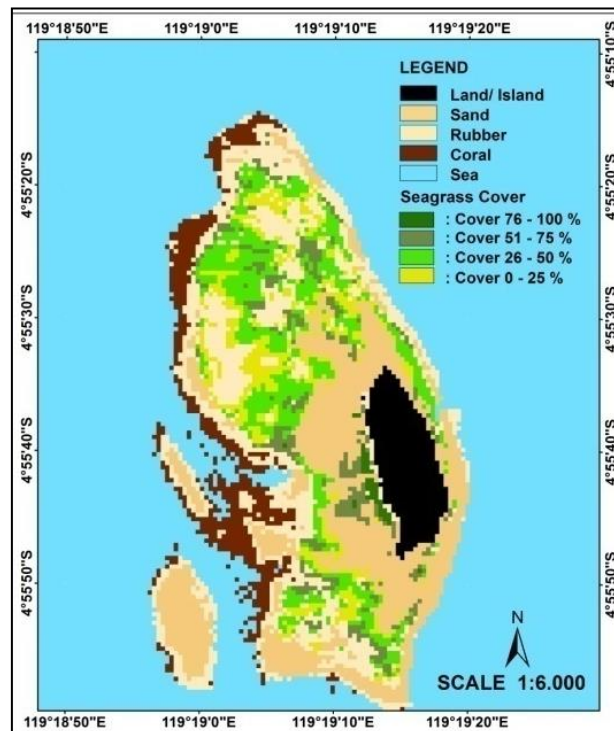 119°18'50"E 119°19'0"E 119°19'10"E 119°19'20"E
4°55'10"S
4°55'20"S
4°55'20"S
4°55'30"S
4°55'30"S
4°55'40"S
4°55'40"S
4°55'50"S
4°55'50"S
LEGEND
Land/ Island
Sand
Rubber
Coral
Sea
Seagrass Cover
: Cover 76 - 100 %
: Cover 51 - 75 %
: Cover 26 - 50 %
: Cover 0 - 25 %
N
SCALE 1:6.000
119°18'50"E 119°19'0"E 119°19'10"E 119°19'20"E